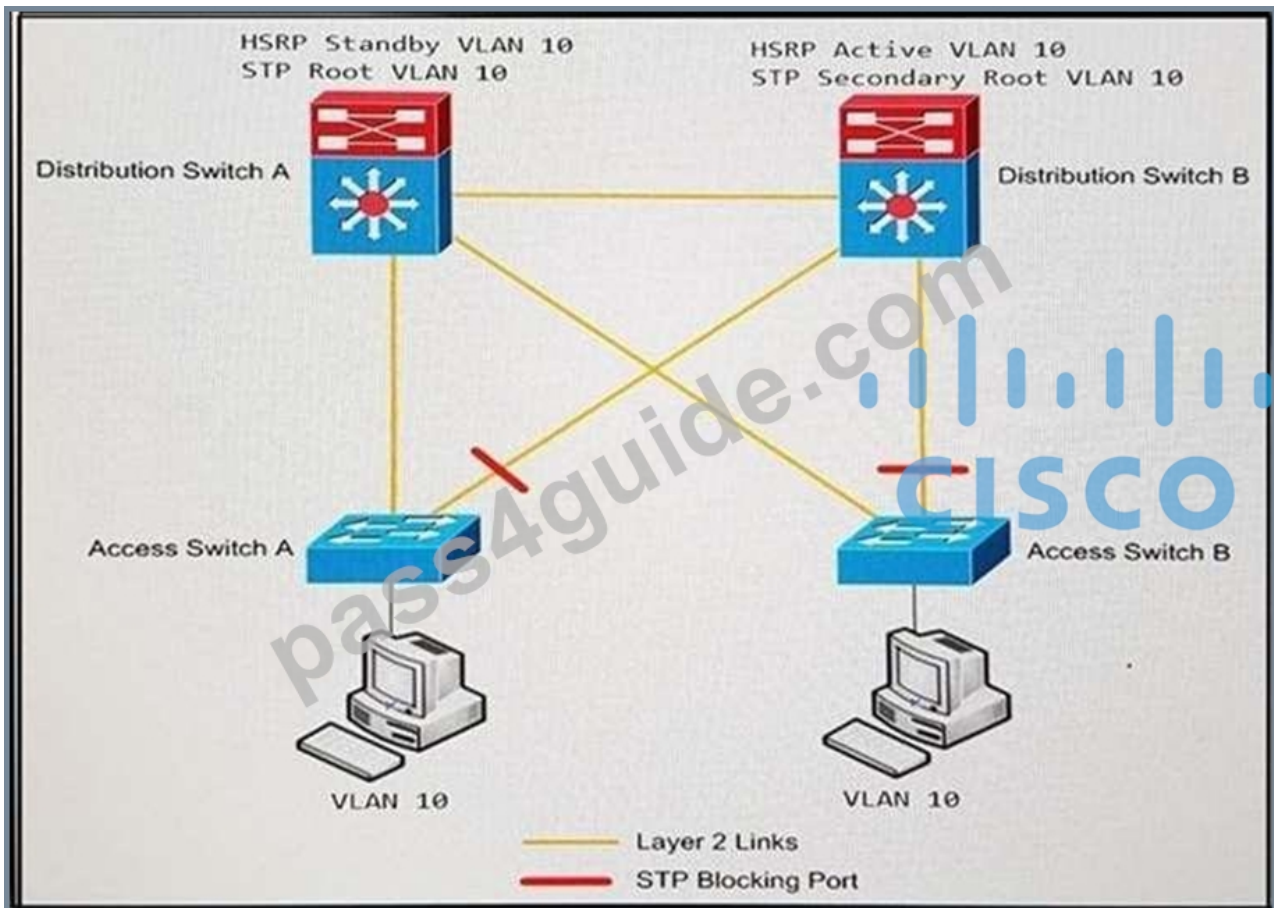 HSRP Standby VLAN 10
STP Root VLAN 10
HSRP Active VLAN 10
STP Secondary Root VLAN 10
Distribution Switch A
Distribution Switch B
pass4guide.com
CISCO
Access Switch A
Access Switch B
VLAN 10
VLAN 10
Layer 2 Links
STP Blocking Port